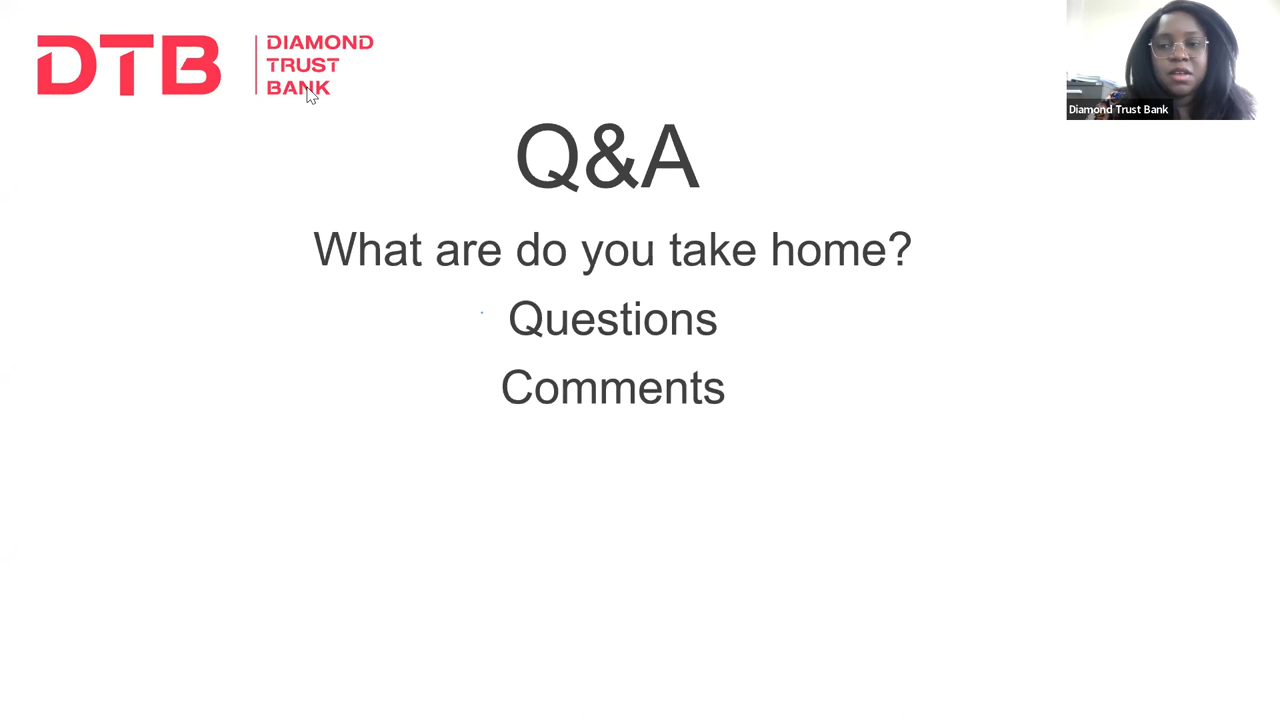 DTB
DIAMOND
TRUST
BANK
Diamond Trust Bank
Q&A
What are do you take home?
Questions
Comments